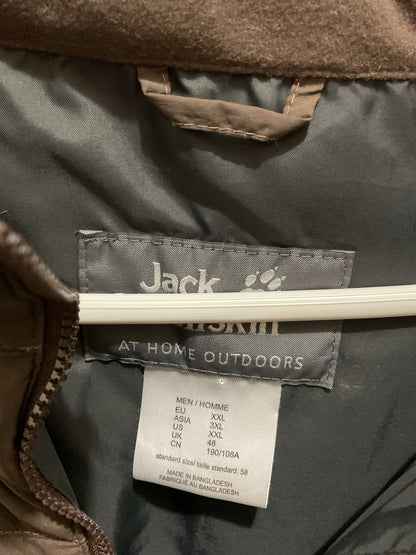 Jack
AT HOME OUTDOORS
MEN / HOMME
EU XXL
ASIA 3XL
US XXL
UK 48
CN 190/108A
standard size/ taille standard: 58
MADE IN BANGLADESH
FABRIQUÉ AU BANGLADESH